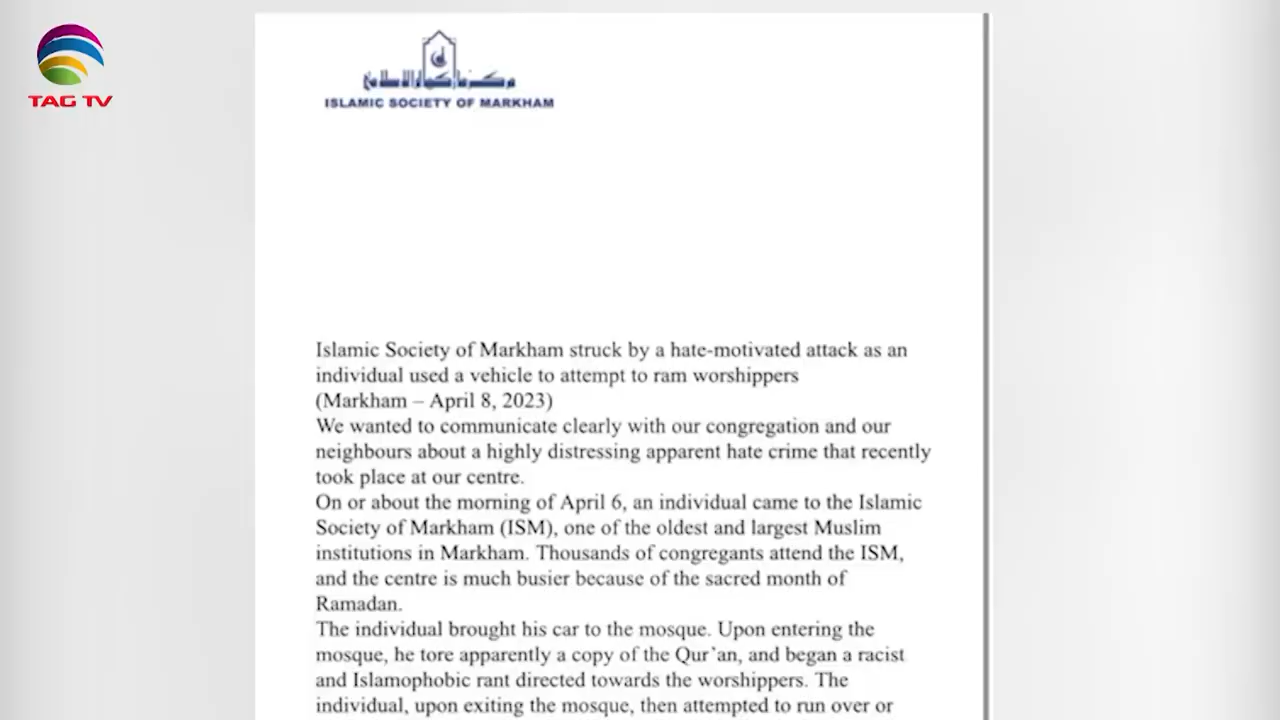 TAG TV
ISLAMIC SOCIETY OF MARKHAM
Islamic Society of Markham struck by a hate-motivated attack as an
individual used a vehicle to attempt to ram worshippers
(Markham – April 8, 2023)
We wanted to communicate clearly with our congregation and our
neighbours about a highly distressing apparent hate crime that recently
took place at our centre.
On or about the morning of April 6, an individual came to the Islamic
Society of Markham (ISM), one of the oldest and largest Muslim
institutions in Markham. Thousands of congregants attend the ISM,
and the centre is much busier because of the sacred month of
Ramadan.
The individual brought his car to the mosque. Upon entering the
mosque, he tore apparently a copy of the Qur’an, and began a racist
and Islamophobic rant directed towards the worshippers. The
individual, upon exiting the mosque, then attempted to run over or